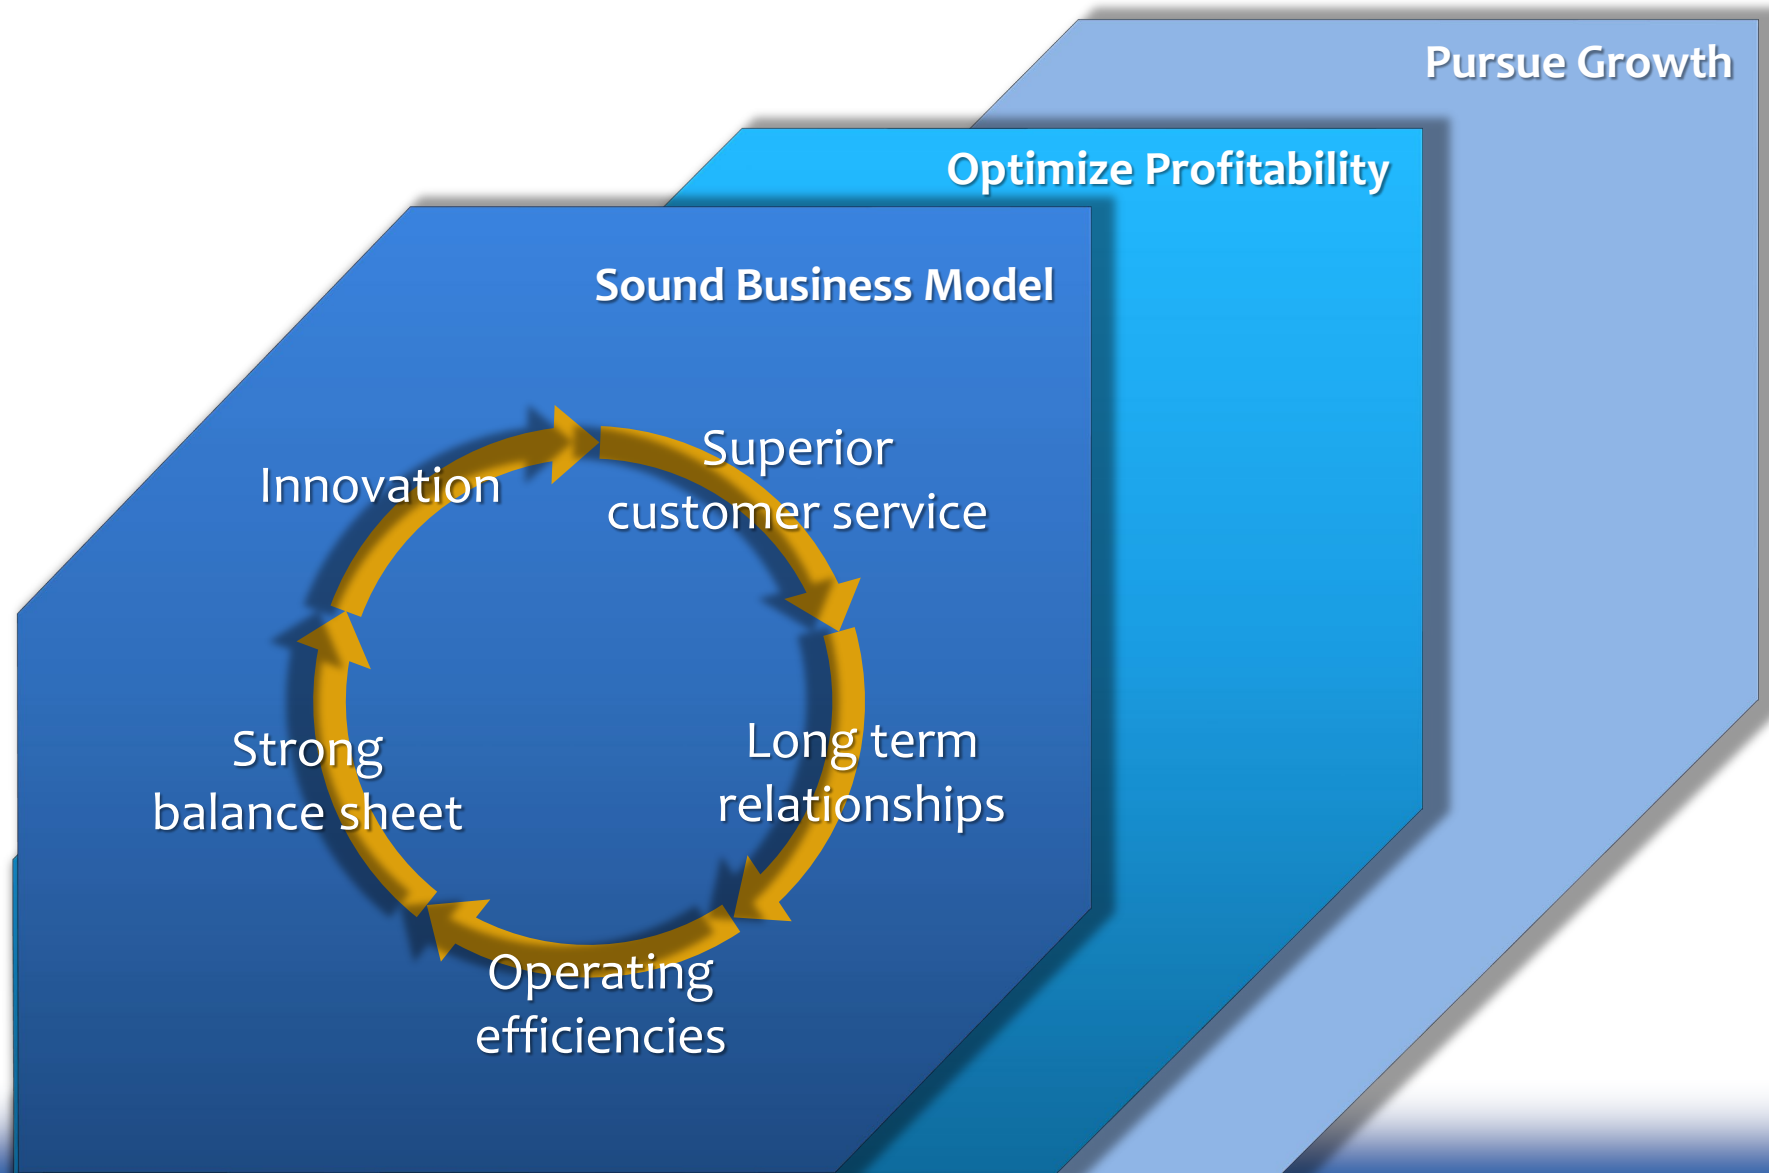 Pursue Growth
Optimize Profitability
Sound Business Model
Superior
customer service
Innovation
Long term
relationships
Strong
balance sheet
Operating
efficiencies